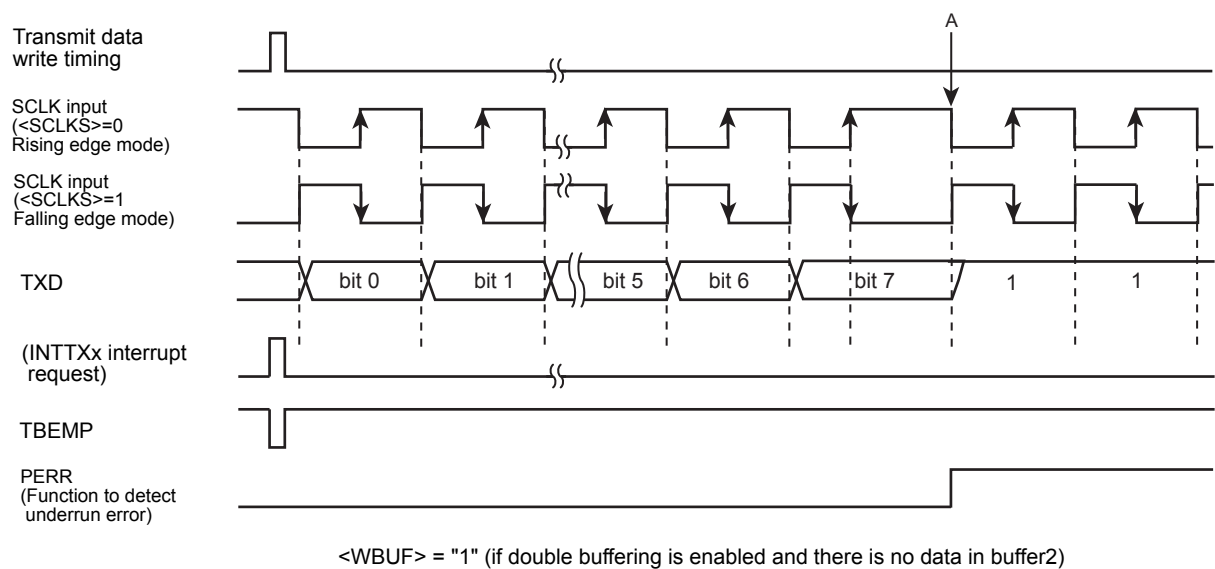 A
Transmit data
write timing
SCLK input
(<SCLKS>=0
Rising edge mode)
SCLK input
(<SCLKS>=1
Falling edge mode)
TXD
bit 0
bit 1
bit 5
bit 6
bit 7
1
1
(INTTXx interrupt
request)
TBEMP
PERR
(Function to detect
underrun error)
<WBUF> = "1" (if double buffering is enabled and there is no data in buffer2)